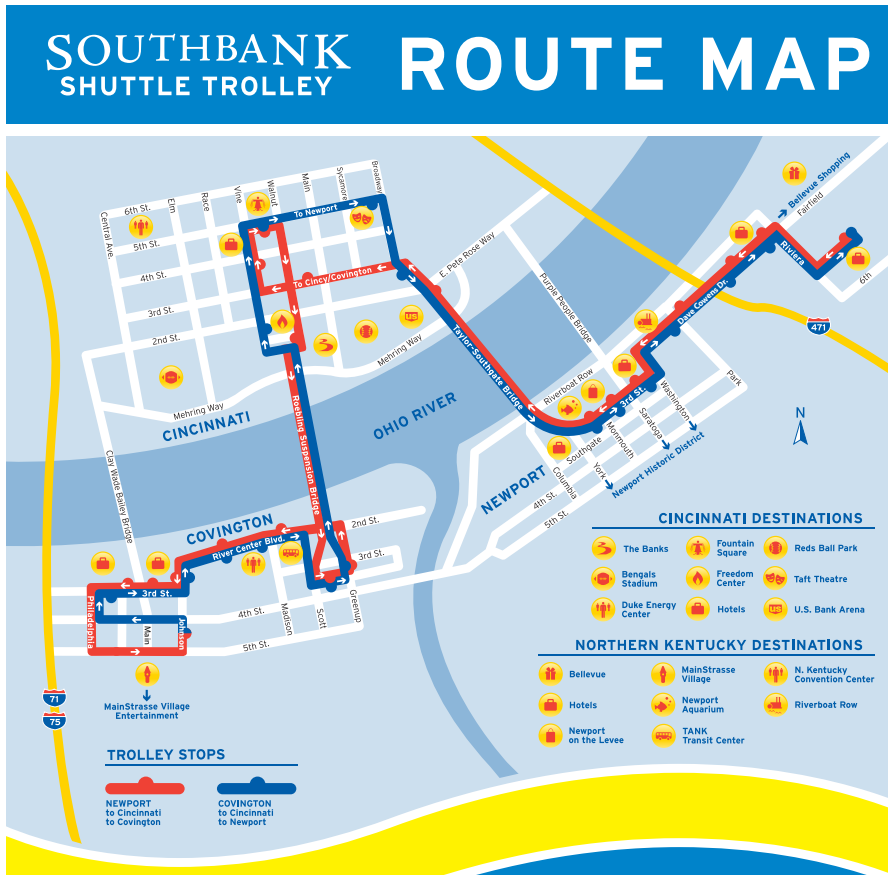 SOUTHBANK
SHUTTLE TROLLEY
ROUTE MAP
Central Ave.
6th St.
5th St.
4th St.
3rd St.
2nd St.
Elm
Race
Vine
Walnut
Main
Sycamore
Broadway
To Newport
To Cincy/Covington
E. Pete Rose Way
Mehring Way
Mehring Way
US
CINCINNATI
OHIO RIVER
Taylor-Southgate Bridge
Purple People Bridge
Roebling Suspension Bridge
Clay Wade Bailey Bridge
Bellevue Shopping
Fairfield
Riviera
6th
Dave Cowens Dr.
471
Riverboat Row
3rd St.
Washington
Park
Saratoga
Monmouth
Southgate
York
Columbia
4th St.
5th St.
Newport Historic District
NEWPORT
N
COVINGTON
River Center Blvd.
2nd St.
3rd St.
3rd St.
4th St.
5th St.
Philadelphia
Main
Johnson
Madison
Scott
Greenup
MainStrasse Village
Entertainment
71
75
CINCINNATI DESTINATIONS
The Banks
Fountain
Square
Reds Ball Park
Bengals
Stadium
Freedom
Center
Taft Theatre
Duke Energy
Center
Hotels
US
U.S. Bank Arena
NORTHERN KENTUCKY DESTINATIONS
Bellevue
MainStrasse
Village
N. Kentucky
Convention Center
Hotels
Newport
Aquarium
Riverboat Row
Newport
on the Levee
TANK
Transit Center
TROLLEY STOPS
NEWPORT
to Cincinnati
to Covington
COVINGTON
to Cincinnati
to Newport